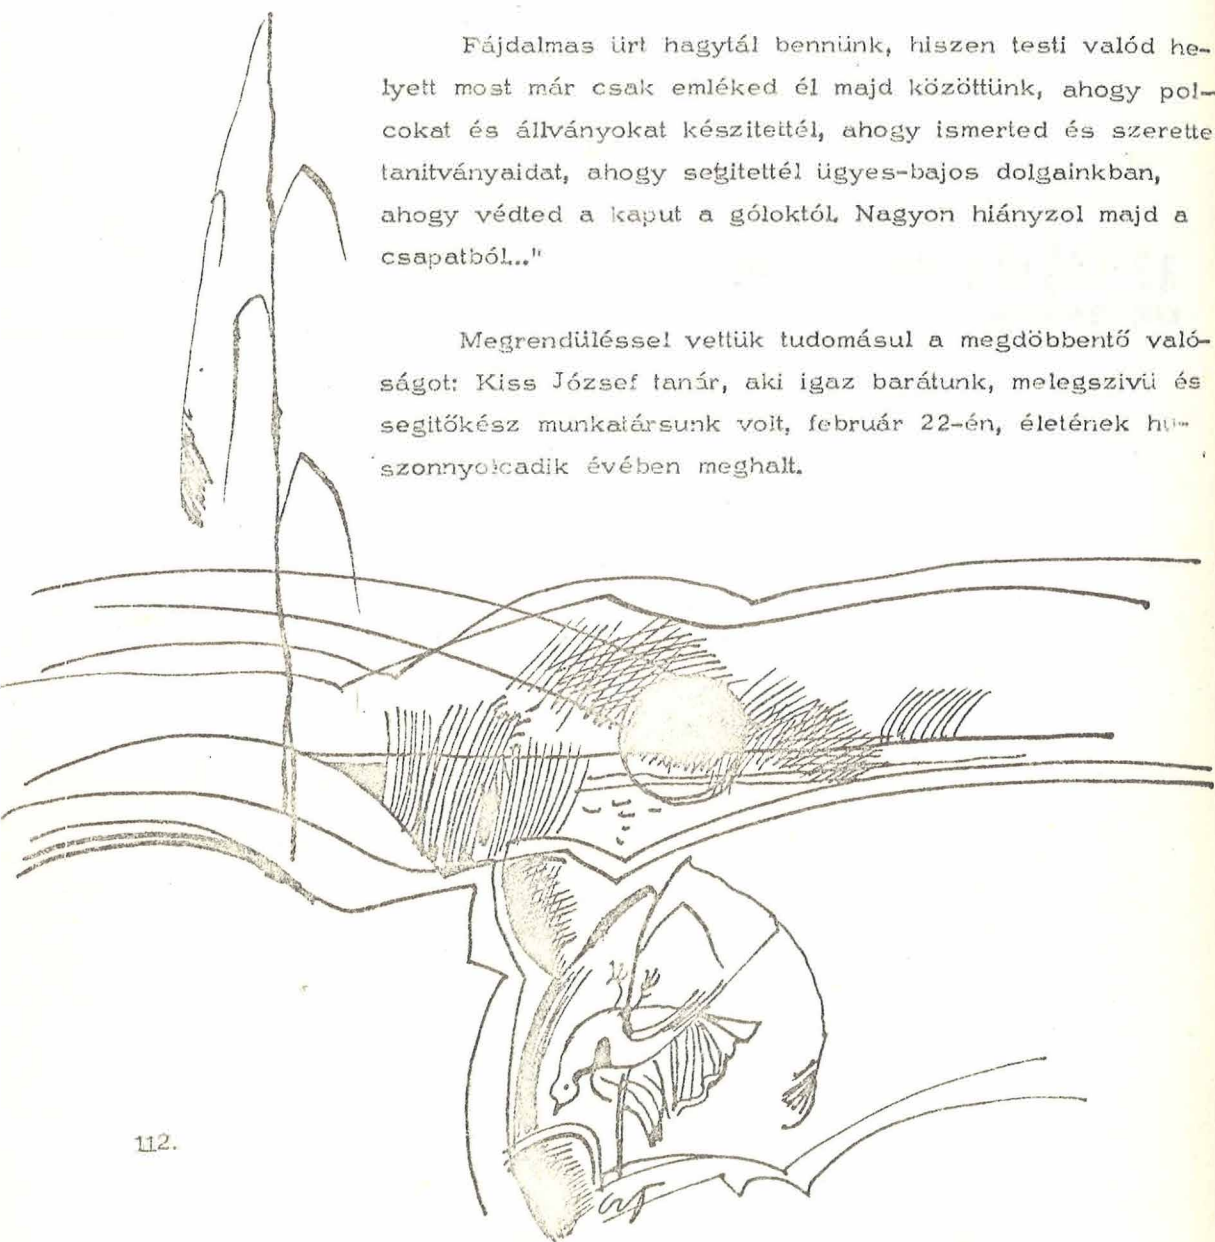 Fájdalmas ürt hagytál bennünk, hiszen testi valód he-
lyett most már csak emléked él majd közöttünk, ahogy pol-
cokat és állványokat készitettél, ahogy ismerted és szerette
tanitványaidat, ahogy segitettél ügyes-bajos dolgainkban,
ahogy védted a kaput a góloktól. Nagyon hiányzol majd a
csapatból..."
Megrendüléssel vettük tudomásul a megdöbbentő való-
ságot: Kiss József tanár, aki igaz barátunk, melegszivü és
segitőkész munkatársunk volt, február 22-én, életének hu-
szonnyolcadik évében meghalt.
112.